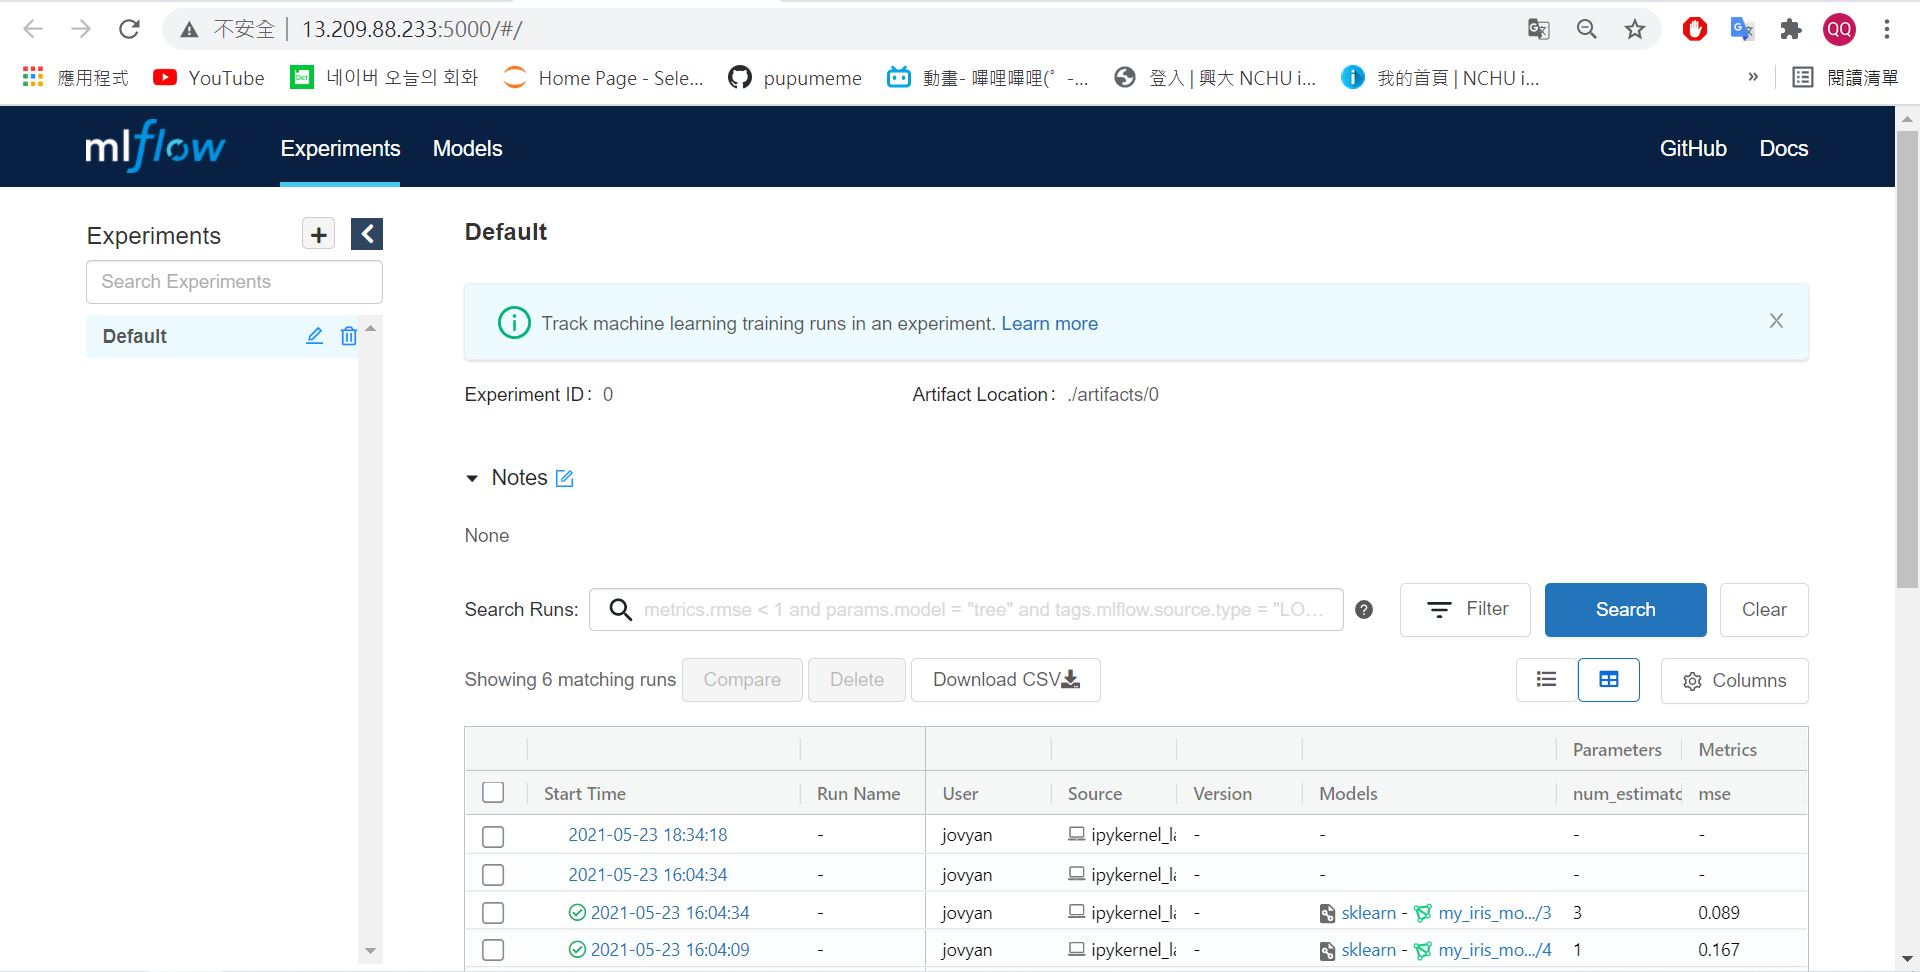 不安全 13.209.88.233:5000/#/
應用程式 YouTube 네이버 오늘의 회화 Home Page - Sele... pupumeme 動畫- 嗶哩嗶哩(゜-... 登入 | 興大 NCHU i... 我的首頁 | NCHU i... » 閱讀清單
QQ
mlflow Experiments Models GitHub Docs
Experiments
Search Experiments
Default
Default
Track machine learning training runs in an experiment. Learn more
Experiment ID: 0 Artifact Location: ./artifacts/0
Notes
None
Search Runs: metrics.rmse < 1 and params.model = "tree" and tags.mlflow.source.type = "LO... Filter Search Clear
Showing 6 matching runs Compare Delete Download CSV Columns
Parameters Metrics
Start Time Run Name User Source Version Models num_estimato mse
2021-05-23 18:34:18 - jovyan ipykernel_la - - - -
2021-05-23 16:04:34 - jovyan ipykernel_la - - - -
2021-05-23 16:04:34 - jovyan ipykernel_la - sklearn - my_iris_mo.../3 3 0.089
2021-05-23 16:04:09 - jovyan ipykernel_la - sklearn - my_iris_mo.../4 1 0.167